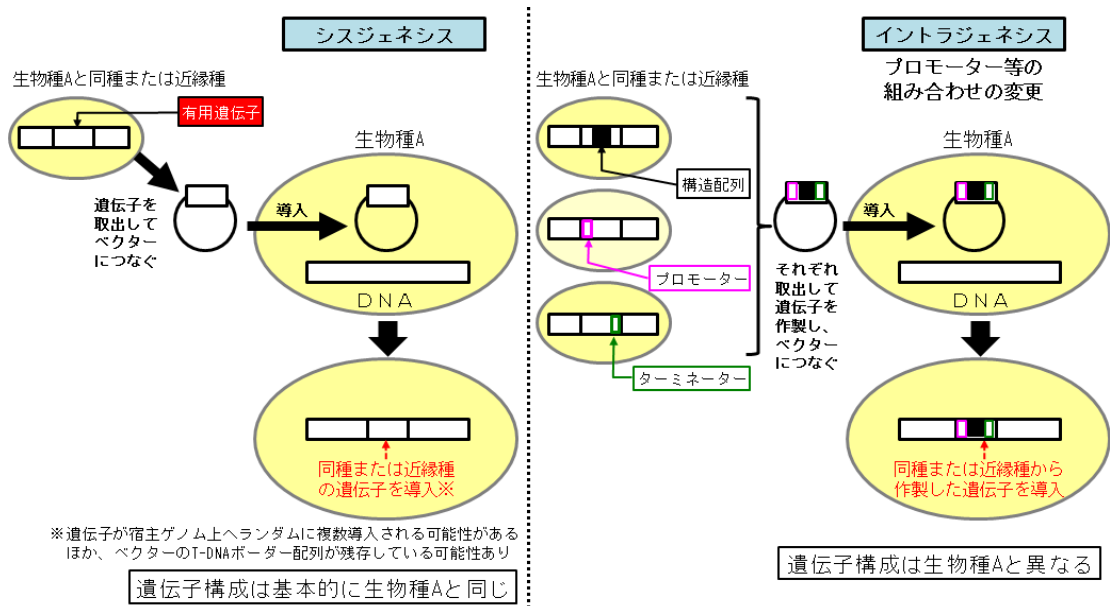 シスジェネシス
生物種Aと同種または近縁種
有用遺伝子
遺伝子を
取出して
ベクター
につなぐ
導入
生物種A
DNA
同種または近縁種
の遺伝子を導入※
※遺伝子が宿主ゲノム上へランダムに複数導入される可能性がある
ほか、ベクターのT-DNAボーダー配列が残存している可能性あり
遺伝子構成は基本的に生物種Aと同じ
イントラジェネシス
プロモーター等の
組み合わせの変更
生物種Aと同種または近縁種
構造配列
プロモーター
ターミネーター
それぞれ
取出して
遺伝子を
作製し、
ベクター
につなぐ
導入
生物種A
DNA
同種または近縁種から
作製した遺伝子を導入
遺伝子構成は生物種Aと異なる